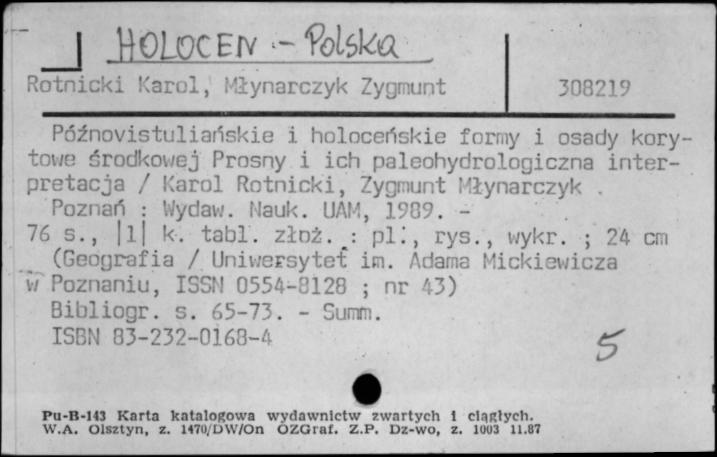 HOLOCEN - Polska
Rotnicki Karol, Młynarczyk Zygmunt 308219
Późnovistuliańskie i holoceńskie formy i osady kory-
towe środkowej Prosny i ich paleohydrologiczna inter-
pretacja / Karol Rotnicki, Zygmunt Młynarczyk .
Poznań : Wydaw. Nauk. UAM, 1989. -
76 s., |1| k. tabl. złoż. : pl., rys., wykr. ; 24 cm
(Geografia / Uniwersytet im. Adama Mickiewicza
w Poznaniu, ISSN 0554-8128 ; nr 43)
Bibliogr. s. 65-73. - Summ.
ISBN 83-232-0168-4
5
Pu-B-143 Karta katalogowa wydawnictw zwartych i ciągłych.
W.A. Olsztyn, z. 1470/DW/On OZGraf. Z.P. Dz-wo, z. 1003 11.87